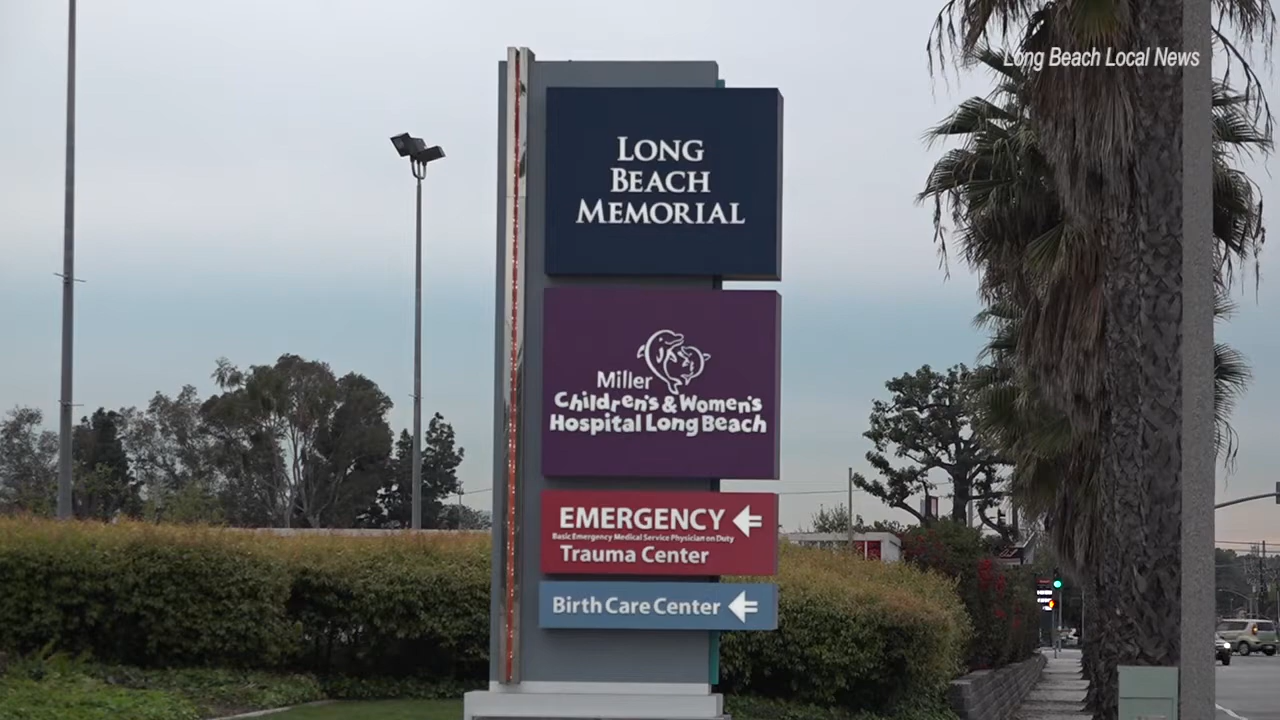 Long Beach Local News
LONG
BEACH
MEMORIAL
Miller
Children's & Women's
Hospital Long Beach
EMERGENCY
Basic Emergency Medical Service Physician on Duty
Trauma Center
Birth Care Center